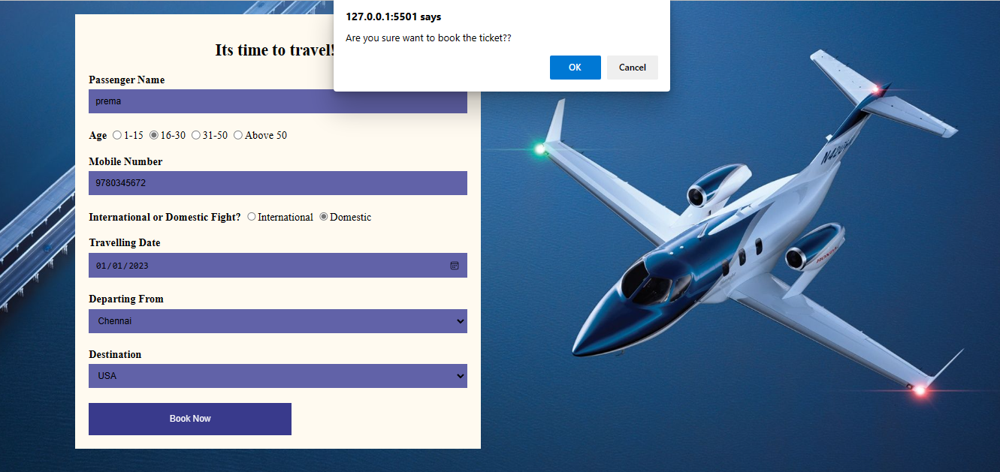 127.0.0.1:5501 says
Are you sure want to book the ticket??
OK Cancel
Its time to travel!
Passenger Name
prema
Age 1-15 16-30 31-50 Above 50
Mobile Number
9780345672
International or Domestic Fight? International Domestic
Travelling Date
01/01/2023
Departing From
Chennai
Destination
USA
Book Now
HONDA